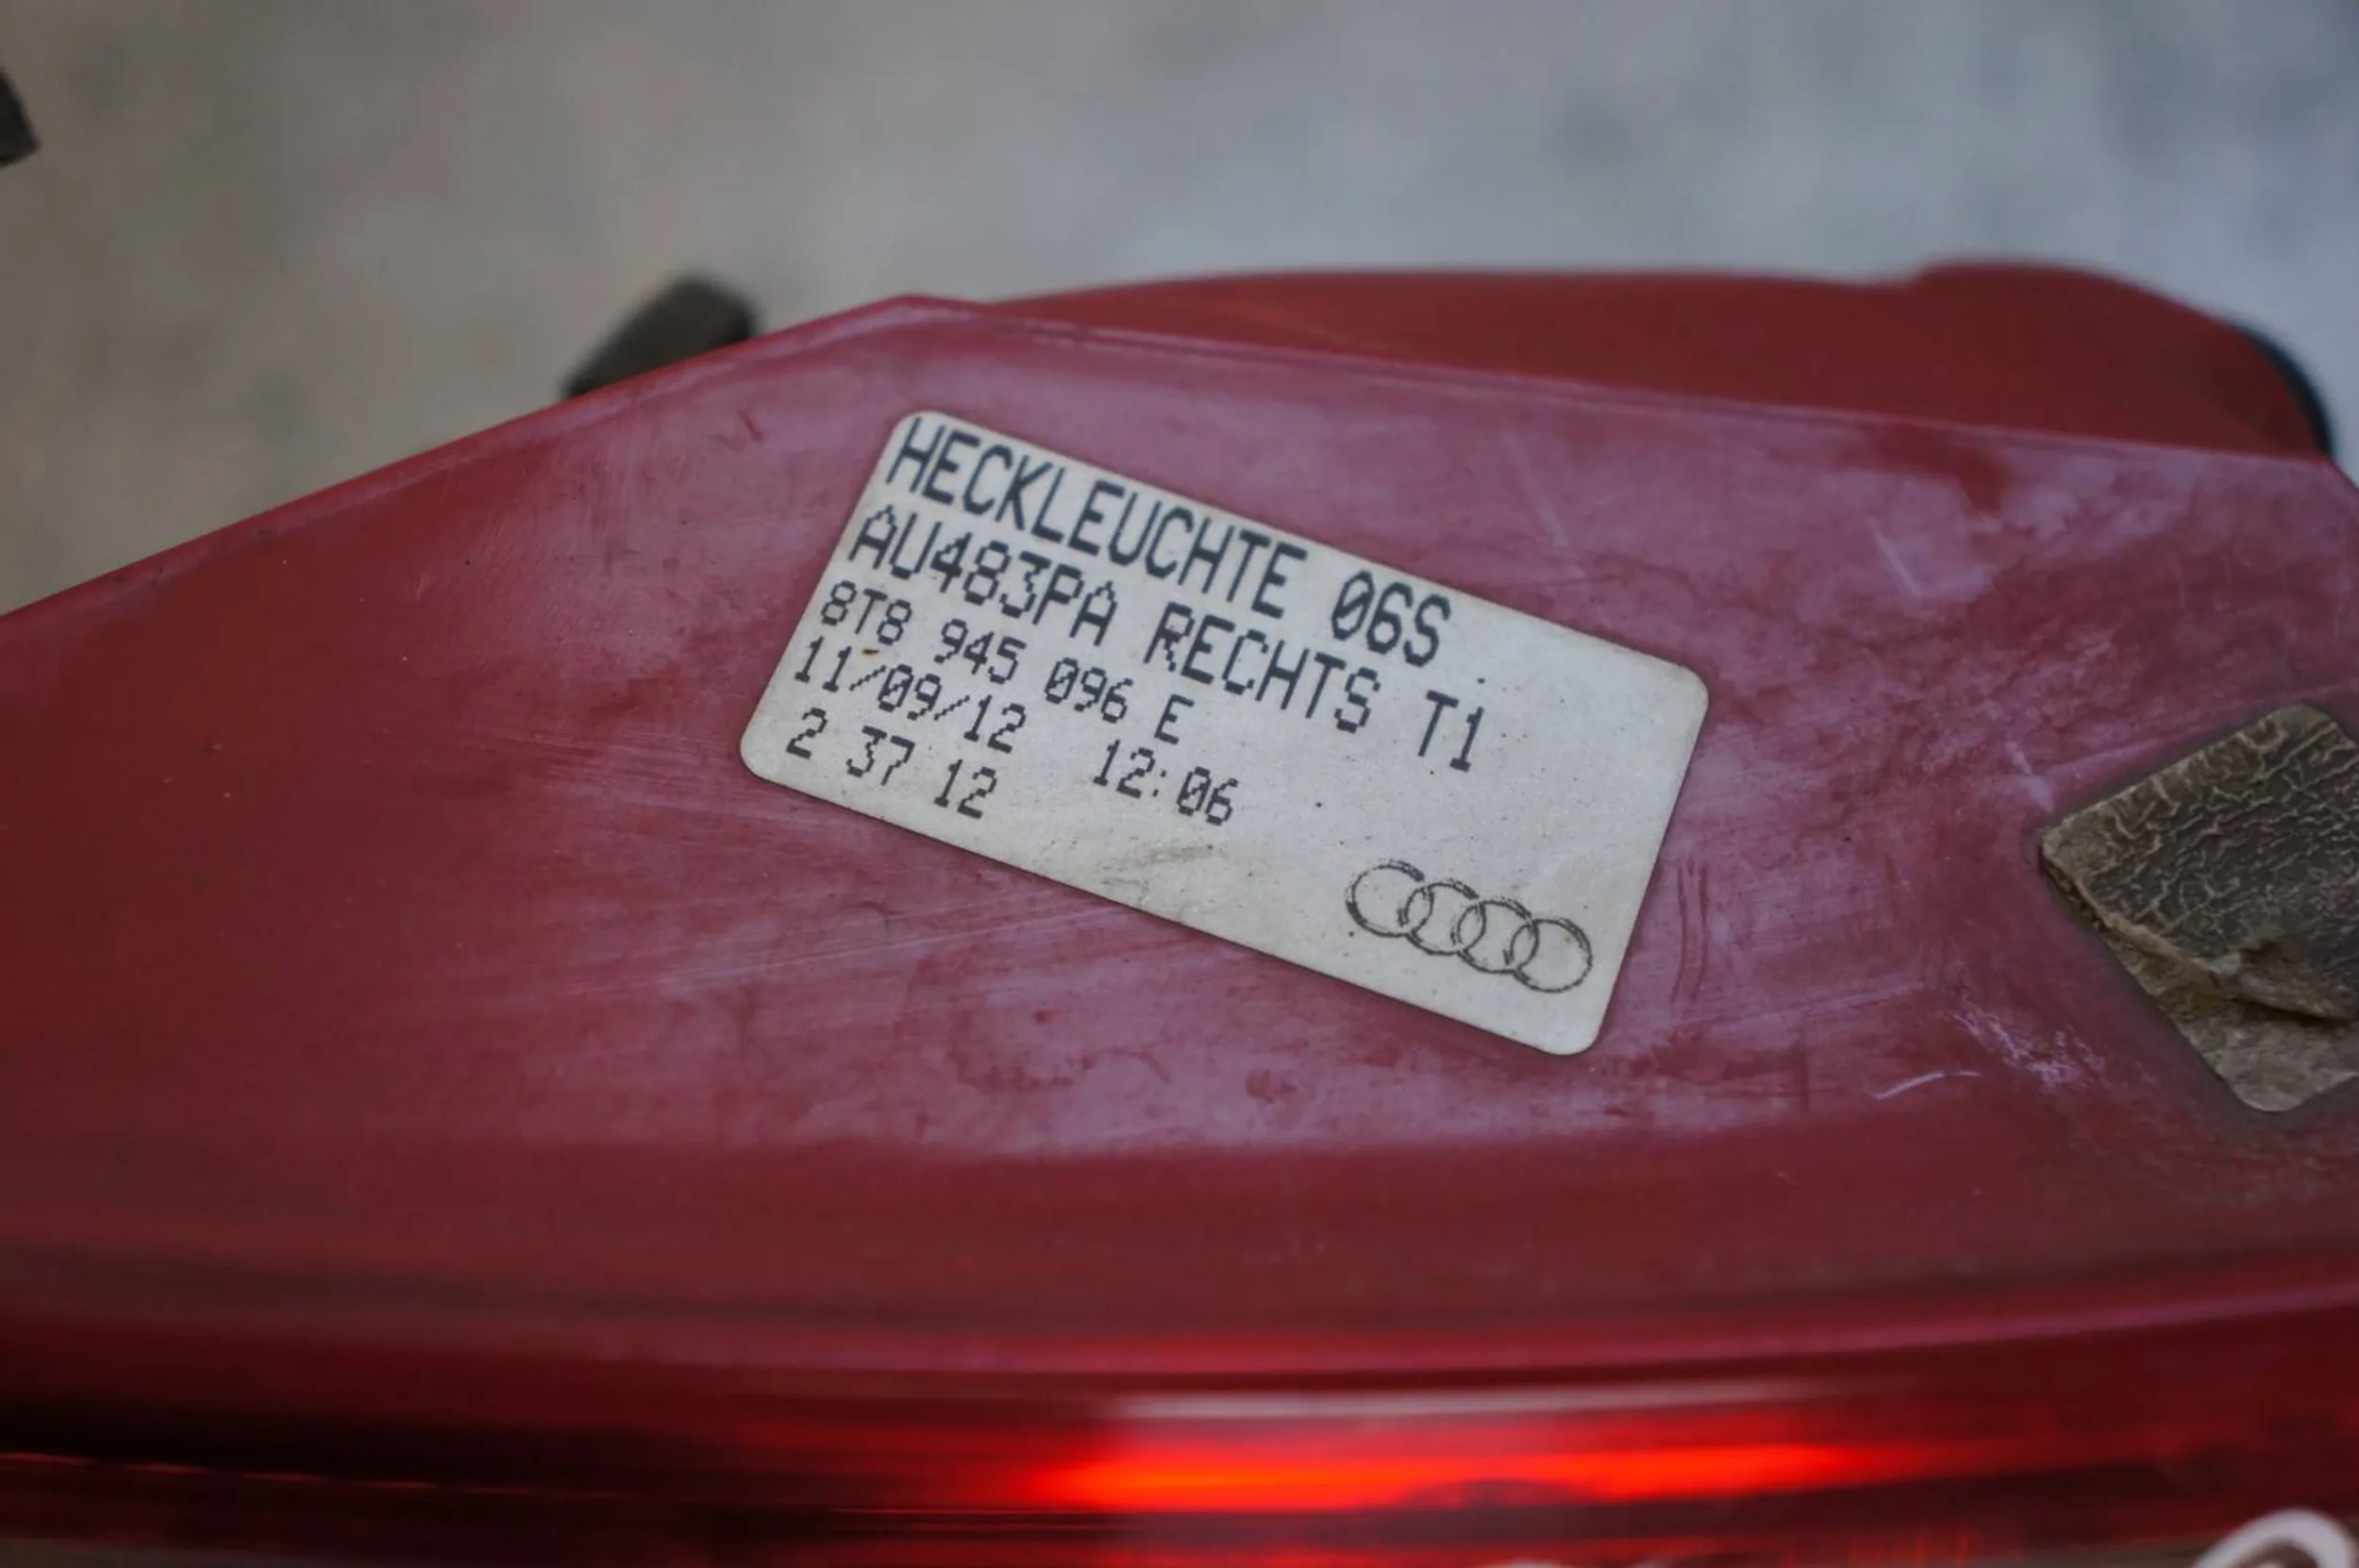 HECKLEUCHTE 06S
AU483PA RECHTS T1
8T8 945 096 E
11/09/12 12:06
2 37 12